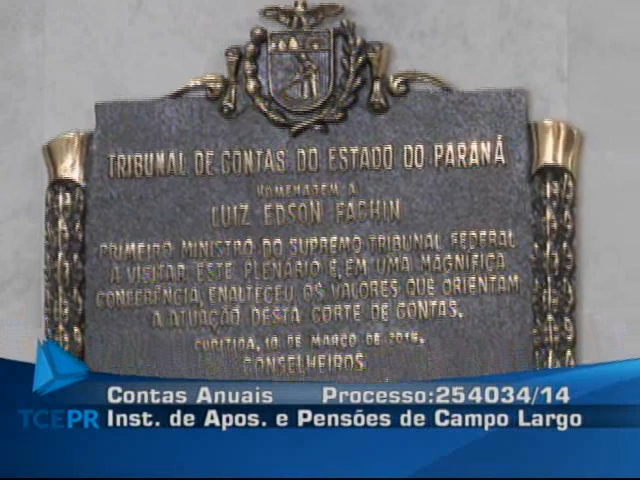 TRIBUNAL DE CONTAS DO ESTADO DO PARANÁ
HOMENAGEM A
LUIZ EDSON FACHIN
PRIMEIRO MINISTRO DO SUPREMO TRIBUNAL FEDERAL
A VISITAR ESTE PLENÁRIO E, EM UMA MAGNÍFICA
CONFERÊNCIA, ENALTECEU OS VALORES QUE ORIENTAM
A ATUAÇÃO DESTA CORTE DE CONTAS.
CURITIBA, DE MARÇO DE
CONSELHEIROS
Contas Anuais Processo:254034/14
TCEPR Inst. de Apos. e Pensões de Campo Largo